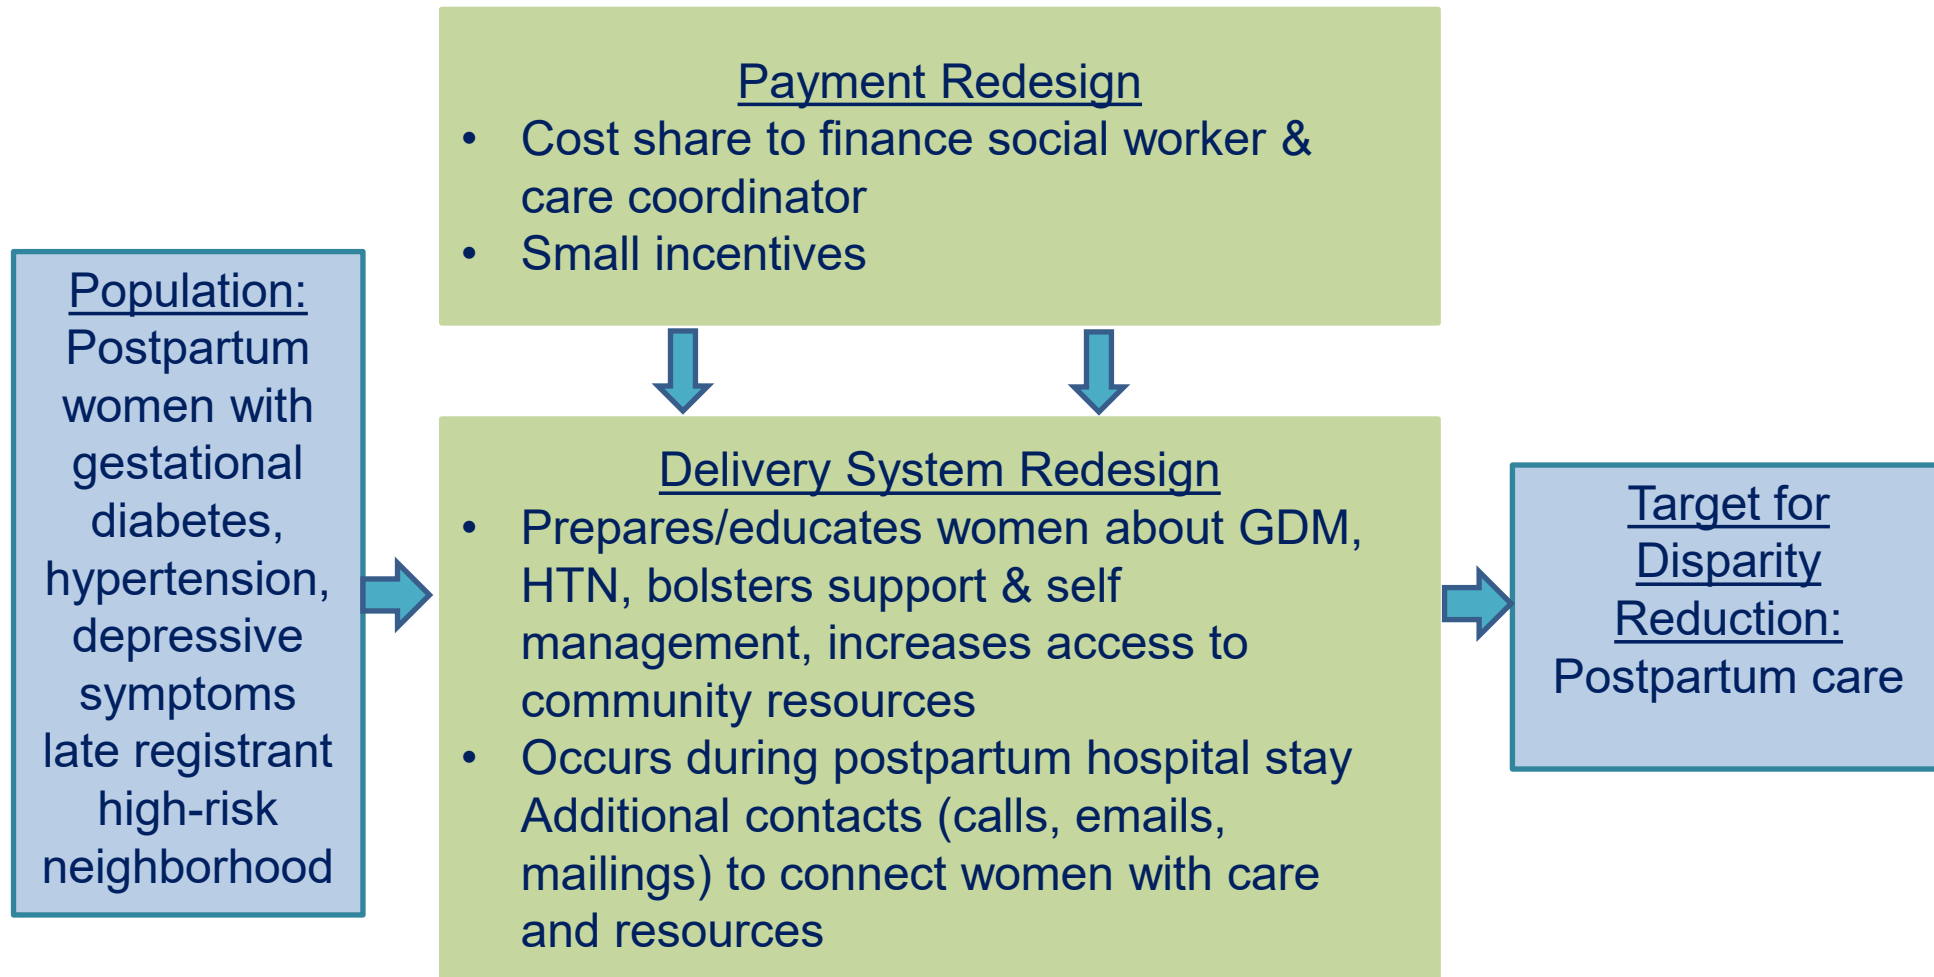 Payment Redesign
• Cost share to finance social worker &
care coordinator
• Small incentives
Population:
Postpartum
women with
gestational
diabetes,
hypertension,
depressive
symptoms
late registrant
high-risk
neighborhood
Delivery System Redesign
• Prepares/educates women about GDM,
HTN, bolsters support & self
management, increases access to
community resources
• Occurs during postpartum hospital stay
Additional contacts (calls, emails,
mailings) to connect women with care
and resources
Target for
Disparity
Reduction:
Postpartum care